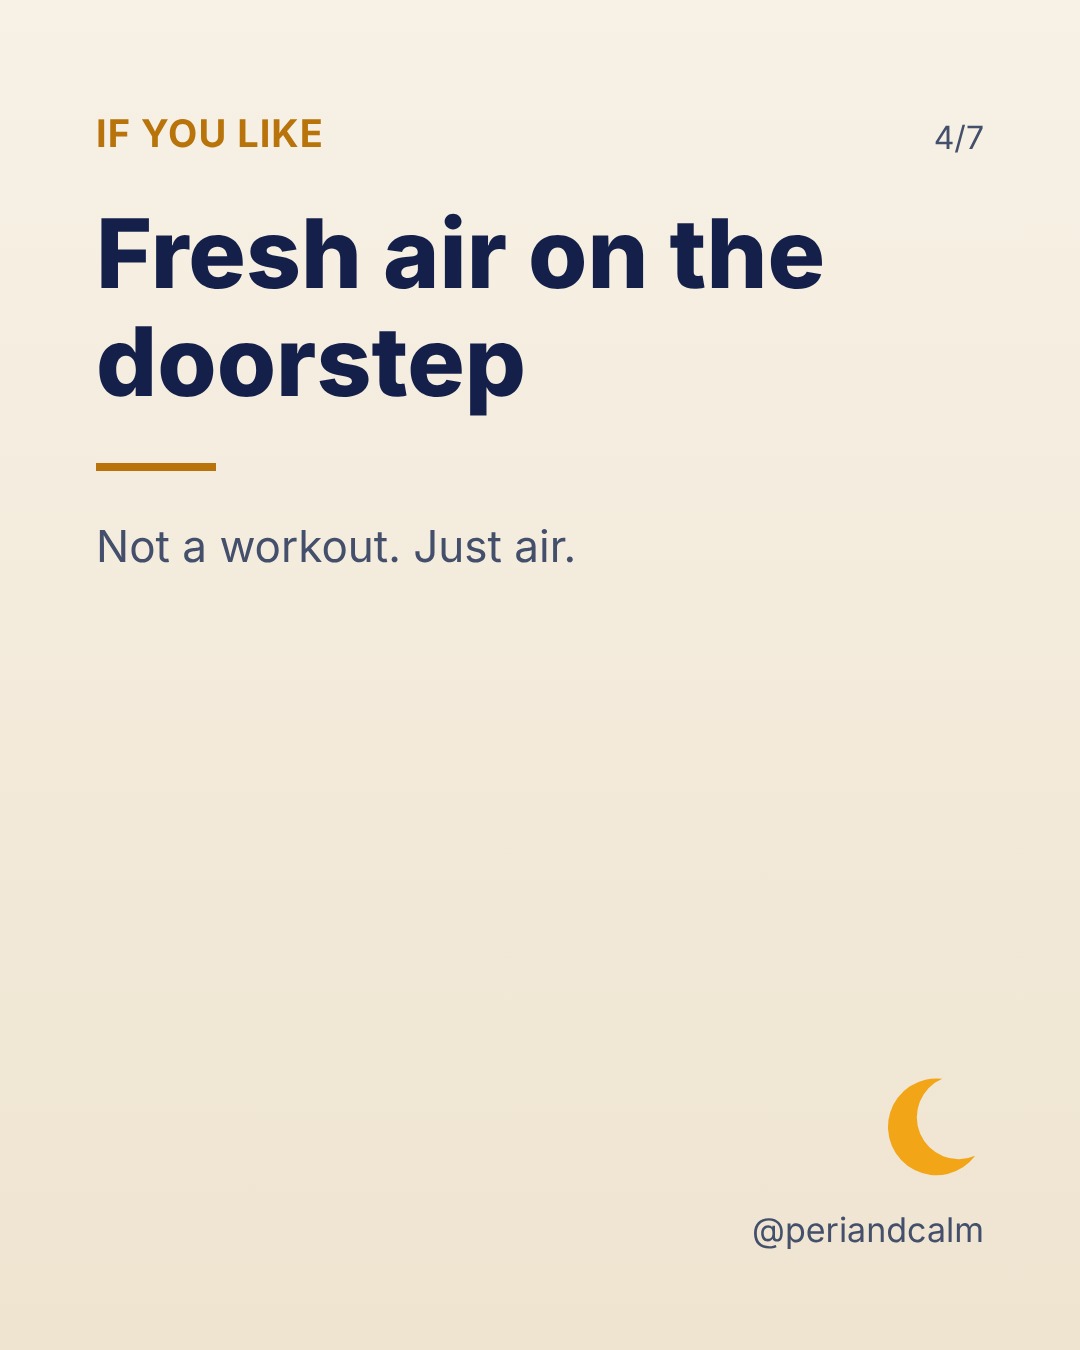 IF YOU LIKE
4/7
Fresh air on the
doorstep
Not a workout. Just air.
@periandcalm